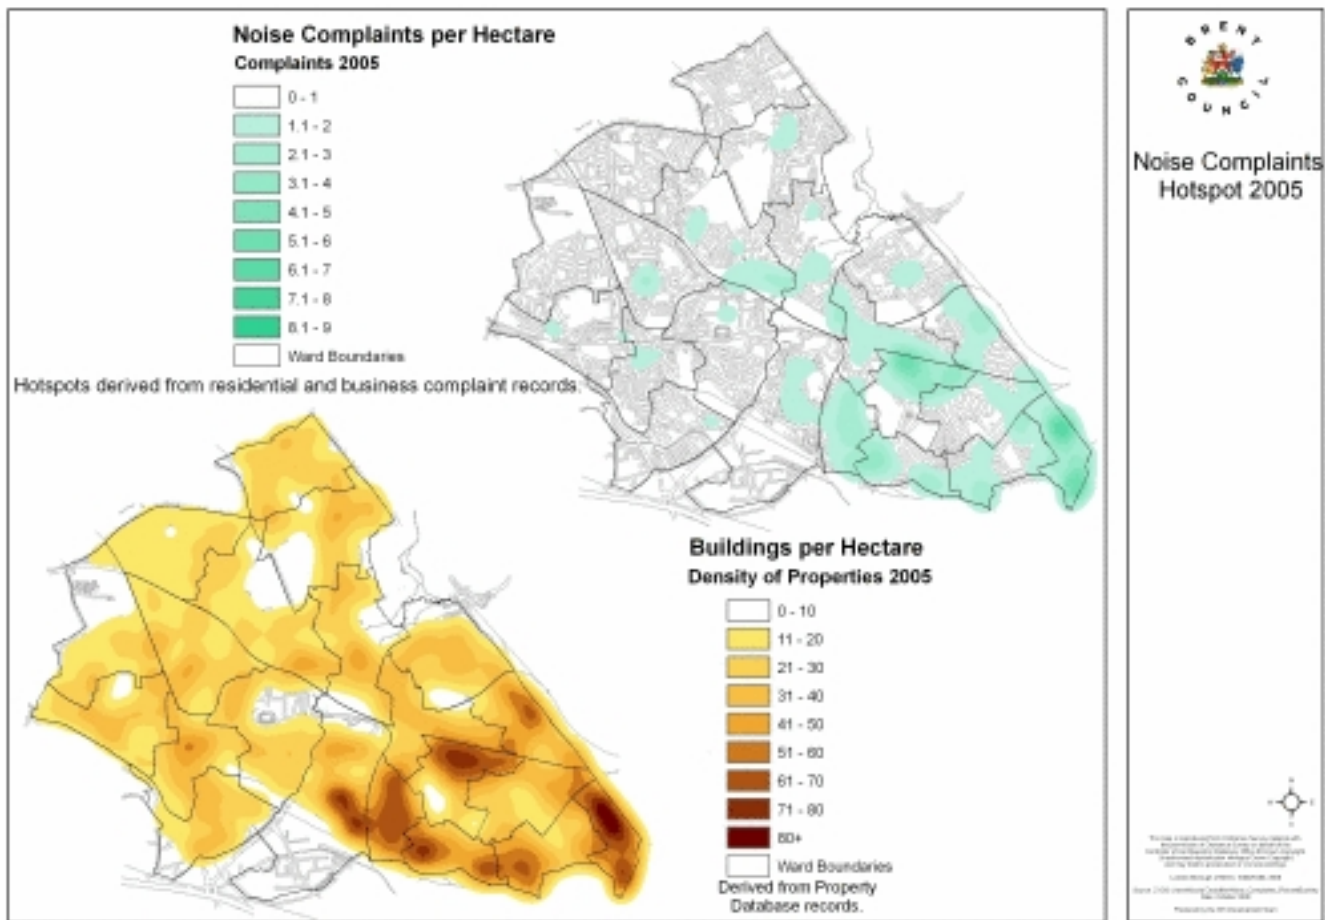 Noise Complaints per Hectare
Complaints 2005
0 - 1
1.1 - 2
2.1 - 3
3.1 - 4
4.1 - 5
5.1 - 6
6.1 - 7
7.1 - 8
8.1 - 9
Ward Boundaries
Hotspots derived from residential and business complaint records.
Buildings per Hectare
Density of Properties 2005
0 - 10
11 - 20
21 - 30
31 - 40
41 - 50
51 - 60
61 - 70
71 - 80
80+
Ward Boundaries
Derived from Property
Database records.
BRENT
COUNCIL
Noise Complaints
Hotspot 2005